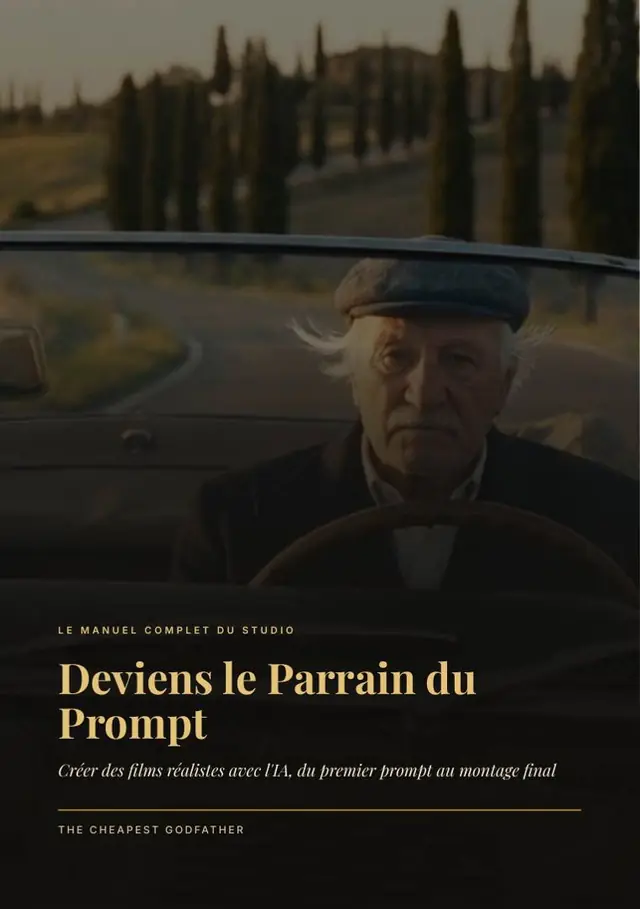 LE MANUEL COMPLET DU STUDIO
Deviens le Parrain du
Prompt
Créer des films réalistes avec l'IA, du premier prompt au montage final
THE CHEAPEST GODFATHER